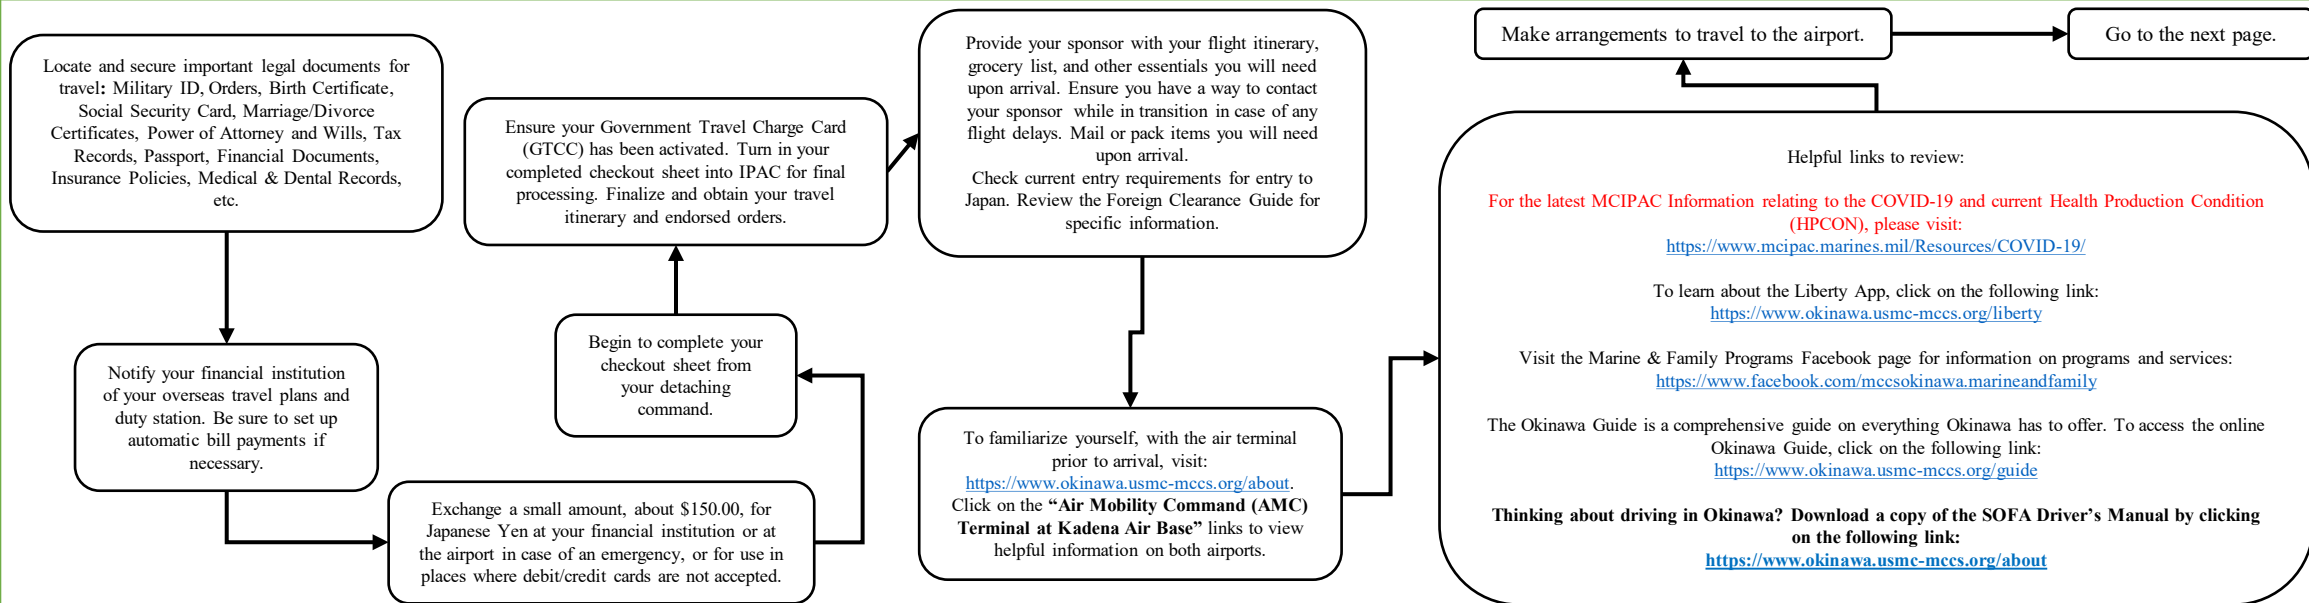 Locate and secure important legal documents for
travel: Military ID, Orders, Birth Certificate,
Social Security Card, Marriage/Divorce
Certificates, Power of Attorney and Wills, Tax
Records, Passport, Financial Documents,
Insurance Policies, Medical & Dental Records,
etc.
Notify your financial institution
of your overseas travel plans and
duty station. Be sure to set up
automatic bill payments if
necessary.
Exchange a small amount, about $150.00, for
Japanese Yen at your financial institution or at
the airport in case of an emergency, or for use in
places where debit/credit cards are not accepted.
Begin to complete your
checkout sheet from
your detaching
command.
Ensure your Government Travel Charge Card
(GTCC) has been activated. Turn in your
completed checkout sheet into IPAC for final
processing. Finalize and obtain your travel
itinerary and endorsed orders.
Provide your sponsor with your flight itinerary,
grocery list, and other essentials you will need
upon arrival. Ensure you have a way to contact
your sponsor while in transition in case of any
flight delays. Mail or pack items you will need
upon arrival.
Check current entry requirements for entry to
Japan. Review the Foreign Clearance Guide for
specific information.
To familiarize yourself, with the air terminal
prior to arrival, visit:
https://www.okinawa.usmc-mccs.org/about.
Click on the “Air Mobility Command (AMC)
Terminal at Kadena Air Base” links to view
helpful information on both airports.
Helpful links to review:
For the latest MCIPAC Information relating to the COVID-19 and current Health Production Condition
(HPCON), please visit:
https://www.mcipac.marines.mil/Resources/COVID-19/
To learn about the Liberty App, click on the following link:
https://www.okinawa.usmc-mccs.org/liberty
Visit the Marine & Family Programs Facebook page for information on programs and services:
https://www.facebook.com/mccsokinawa.marineandfamily
The Okinawa Guide is a comprehensive guide on everything Okinawa has to offer. To access the online
Okinawa Guide, click on the following link:
https://www.okinawa.usmc-mccs.org/guide
Thinking about driving in Okinawa? Download a copy of the SOFA Driver’s Manual by clicking
on the following link:
https://www.okinawa.usmc-mccs.org/about
Make arrangements to travel to the airport.
Go to the next page.